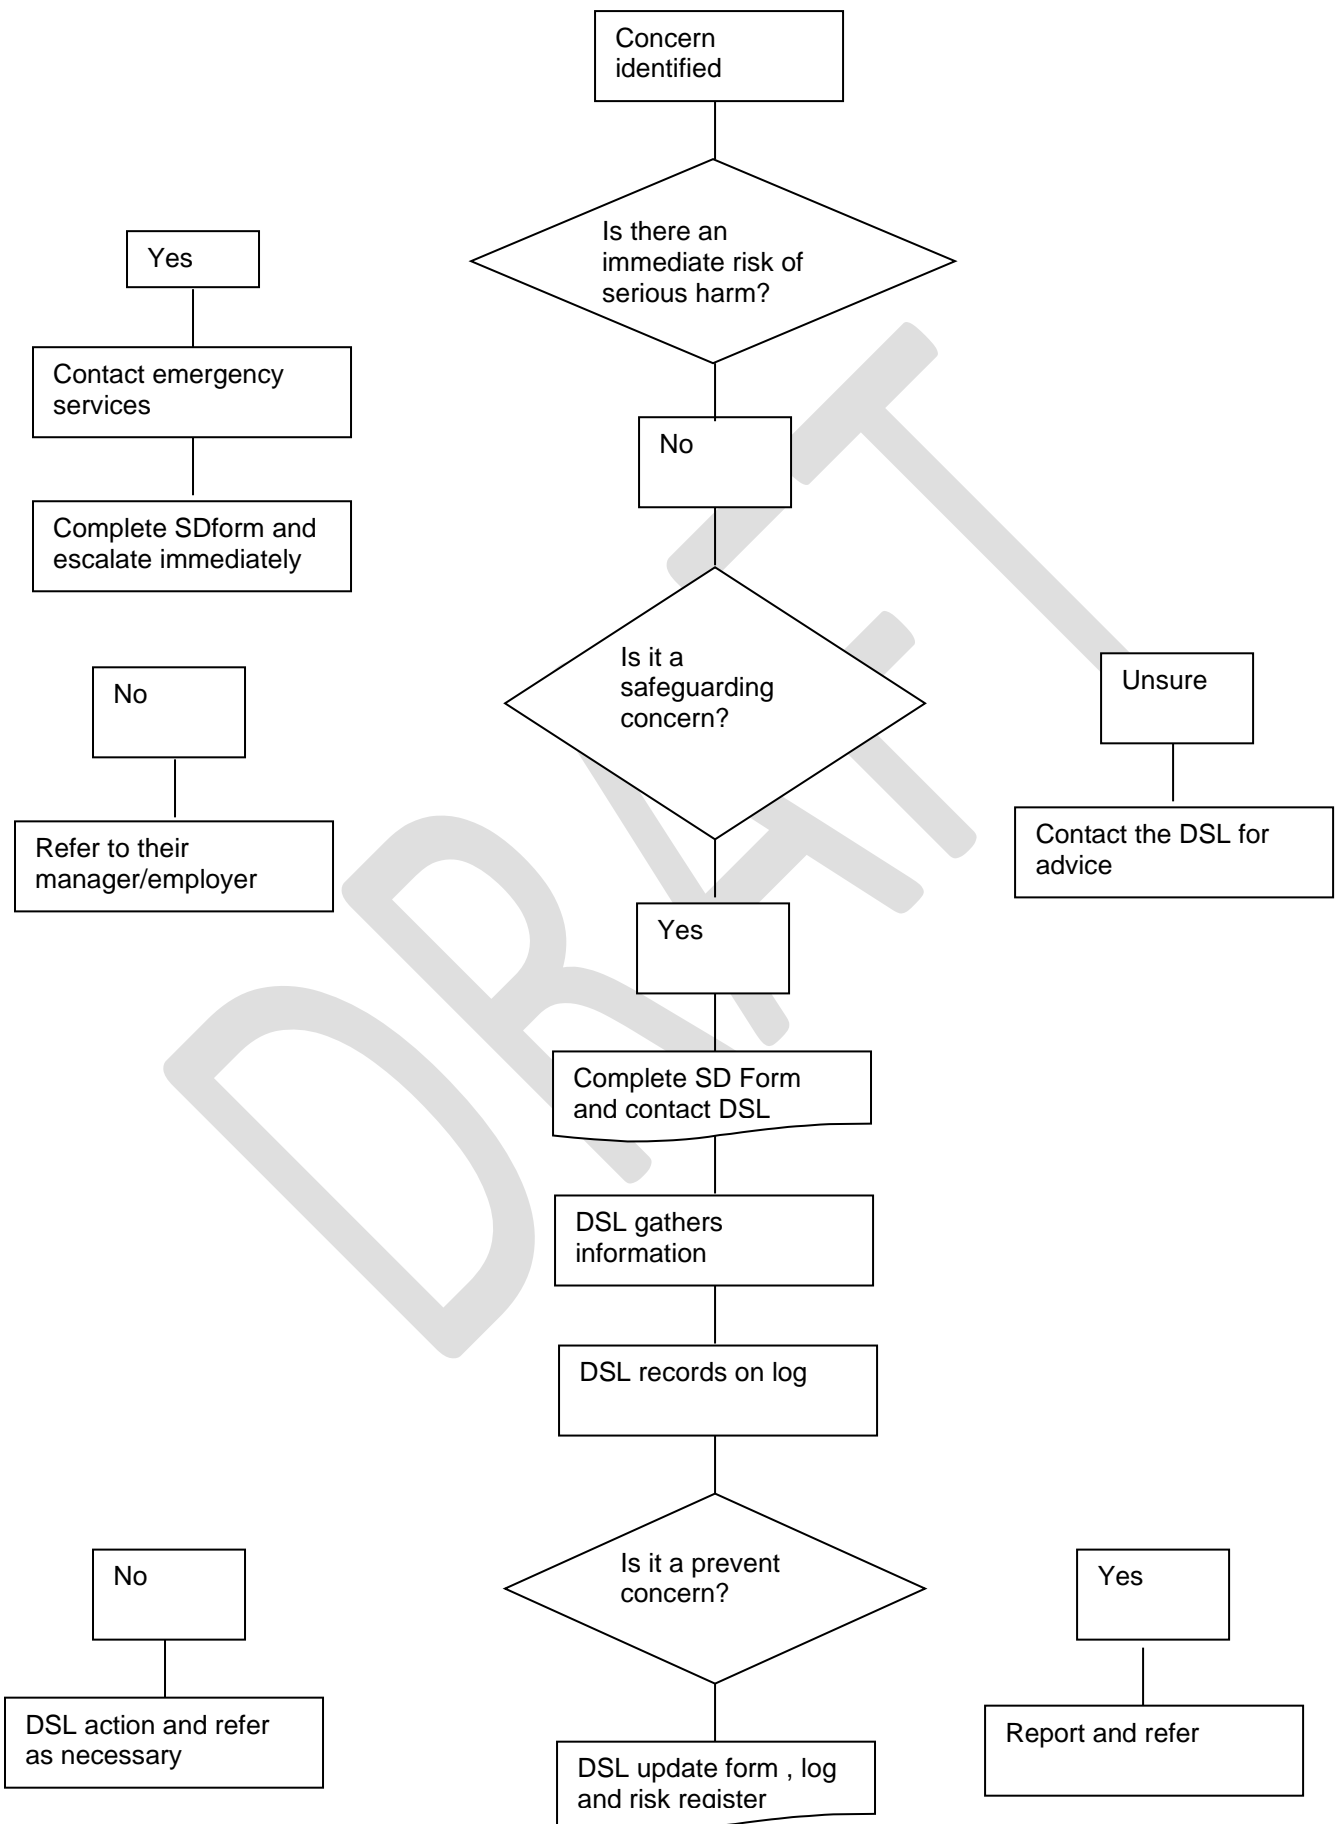 Concern
identified
Is there an
immediate risk of
serious harm?
Yes
Contact emergency
services
Complete SDform and
escalate immediately
No
Is it a
safeguarding
concern?
No
Refer to their
manager/employer
Unsure
Contact the DSL for
advice
Yes
Complete SD Form
and contact DSL
DSL gathers
information
DSL records on log
Is it a prevent
concern?
No
DSL action and refer
as necessary
Yes
Report and refer
DSL update form , log
and risk register
DRAFT